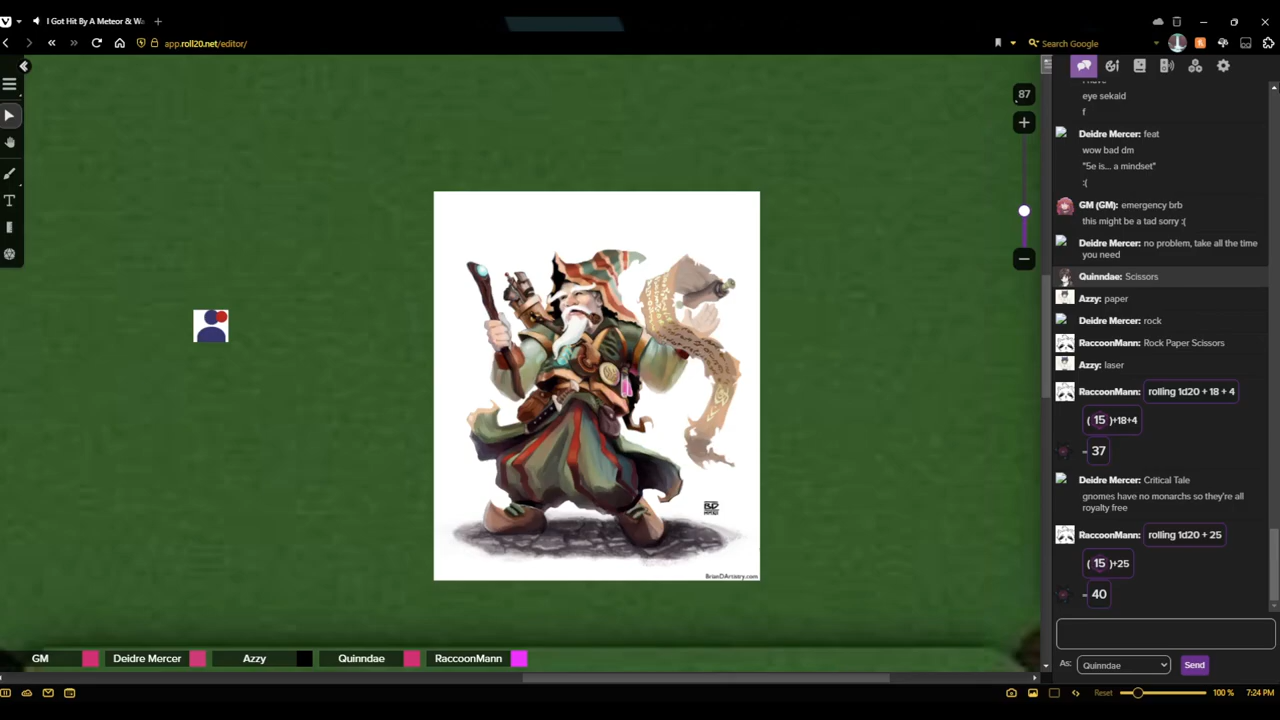 I Got Hit By A Meteor & Wa
app.roll20.net/editor/
Search Google
87
eye sekaid
f
Deidre Mercer: feat
wow bad dm
"5e is... a mindset"
:(
GM (GM): emergency brb
this might be a tad sorry :(
Deidre Mercer: no problem, take all the time
you need
Quinndae: Scissors
Azzy: paper
Deidre Mercer: rock
RaccoonMann: Rock Paper Scissors
Azzy: laser
RaccoonMann: rolling 1d20 + 18 + 4
(15)+18+4
= 37
Deidre Mercer: Critical Tale
gnomes have no monarchs so they're all
royalty free
RaccoonMann: rolling 1d20 + 25
(15)+25
= 40
BrianDArtistry.com
GM
Deidre Mercer
Azzy
Quinndae
RaccoonMann
As:
Quinndae
Send
Reset
100 %
7:24 PM